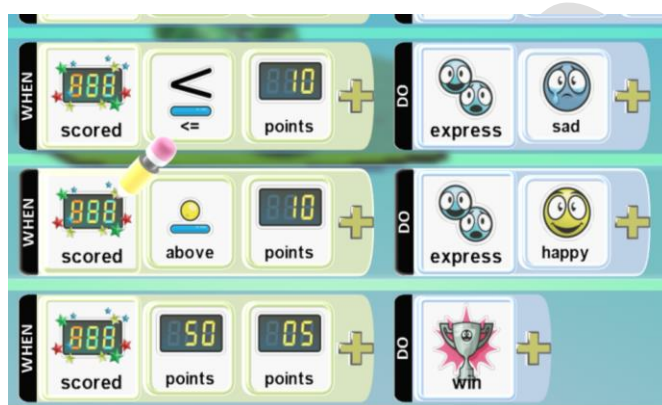 WHEN
<
10
DO
scored
<=
points
express
sad
WHEN
10
DO
scored
above
points
express
happy
WHEN
50
05
DO
scored
points
points
win